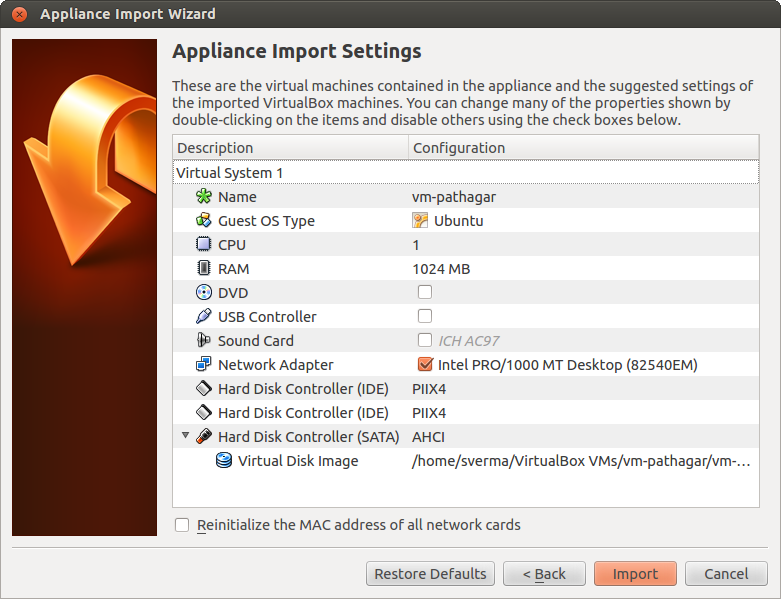 Appliance Import Wizard
Appliance Import Settings
These are the virtual machines contained in the appliance and the suggested settings of
the imported VirtualBox machines. You can change many of the properties shown by
double-clicking on the items and disable others using the check boxes below.
Description Configuration
Virtual System 1
Name vm-pathagar
Guest OS Type Ubuntu
CPU 1
RAM 1024 MB
DVD
USB Controller
Sound Card ICH AC97
Network Adapter Intel PRO/1000 MT Desktop (82540EM)
Hard Disk Controller (IDE) PIIX4
Hard Disk Controller (IDE) PIIX4
Hard Disk Controller (SATA) AHCI
Virtual Disk Image /home/sverma/VirtualBox VMs/vm-pathagar/vm-...
Reinitialize the MAC address of all network cards
Restore Defaults < Back Import Cancel